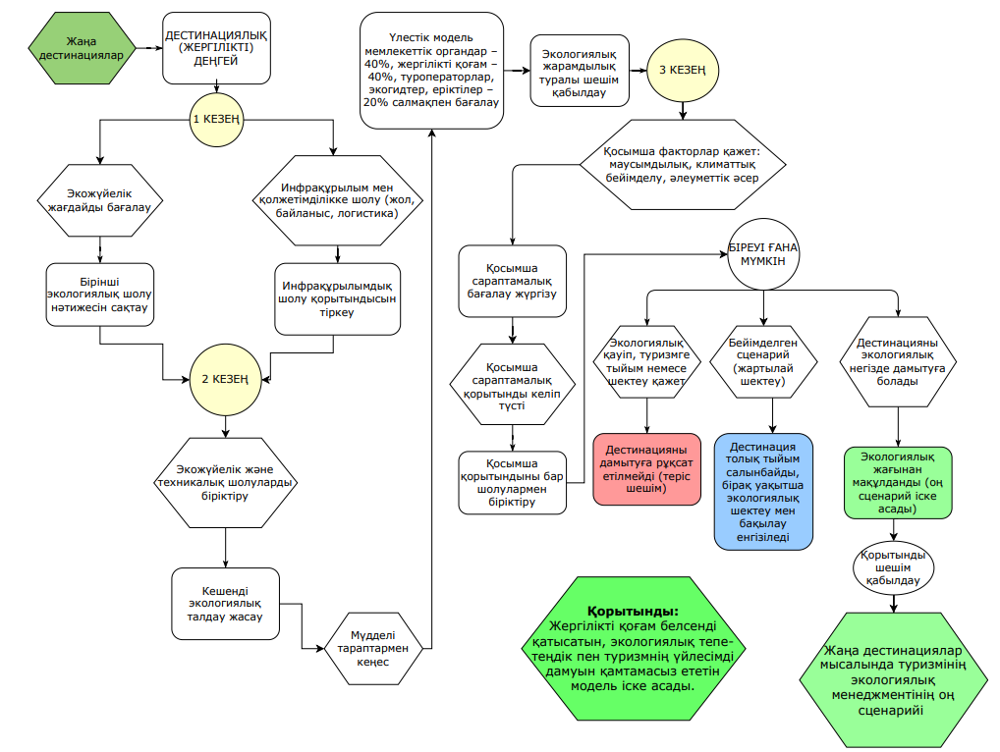 Жаңа
дестинациялар
ДЕСТИНАЦИЯЛЫҚ
(ЖЕРГІЛІКТІ)
ДЕҢГЕЙ
1 КЕЗЕҢ
Экожүйелік
жағдайды бағалау
Инфрақұрылым мен
қолжетімділікке шолу (жол,
байланыс, логистика)
Бірінші
экологиялық шолу
нәтижесін сақтау
Инфрақұрылымдық
шолу қорытындысын
тіркеу
2 КЕЗЕҢ
Экожүйелік және
техникалық шолуларды
біріктіру
Кешенді
экологиялық
талдау жасау
Мүдделі
тараптармен
кеңес
Үлестік модель
мемлекеттік органдар –
40%, жергілікті қоғам –
40%, туроператорлар,
экогидтер, еріктілер –
20% салмақпен бағалау
Экологиялық
жарамдылық
туралы шешім
қабылдау
3 КЕЗЕҢ
Қосымша факторлар қажет:
маусымдылық, климаттық
бейімделу, әлеуметтік әсер
Қосымша
сараптамалық
бағалау жүргізу
Қосымша
сараптамалық
қорытынды келіп
түсті
Қосымша
қорытындыны бар
шолулармен
біріктіру
БІРЕУІ ҒАНА
МҮМКІН
Экологиялық
қауіп, туризмге
тыйым немесе
шектеу қажет
Бейімделген
сценарий
(жартылай
шектеу)
Дестинацияны
экологиялық
негізде дамытуға
болады
Дестинацияны
дамытуға рұқсат
етілмейді (теріс
шешім)
Дестинация
толық тыйым
салынбайды,
бірақ уақытша
экологиялық
шектеу мен
бақылау
енгізіледі
Экологиялық
жағынан
мақұлданды (оң
сценарий іске
асады)
Қорытынды
шешім
қабылдау
Қорытынды:
Жергілікті қоғам белсенді
қатысатын, экологиялық тепе-
теңдік пен туризмнің үйлесімді
дамуын қамтамасыз ететін
модель іске асады.
Жаңа дестинациялар
мысалында туризмінің
экологиялық
менеджментінің оң
сценарийі